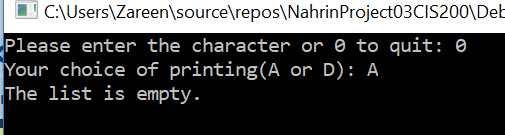 C:\Users\Zareen\source\repos\NahrinProject03CIS200\Deb
Please enter the character or 0 to quit: 0
Your choice of printing(A or D): A
The list is empty.